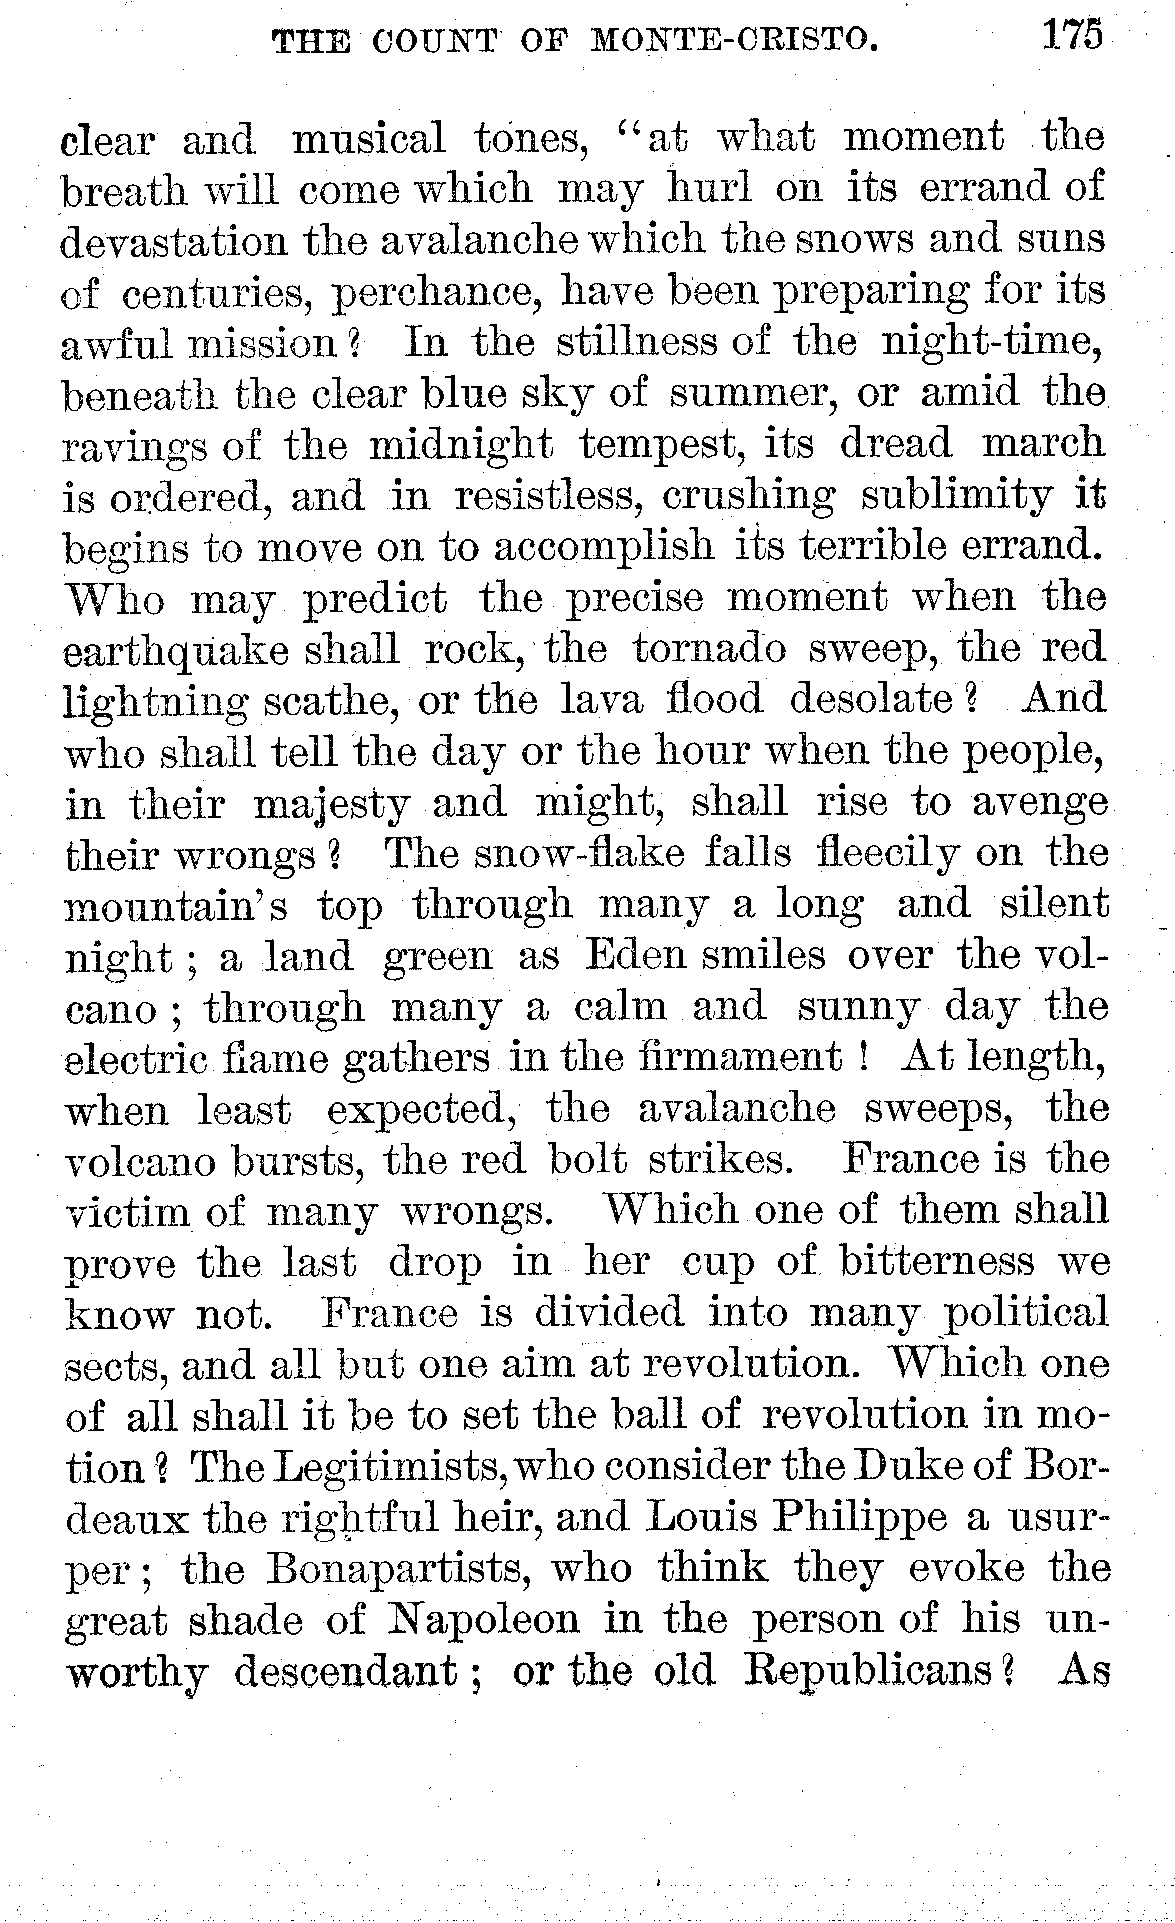 THE COUNT OF MONTE-CRISTO. 175
clear and musical tones, “at what moment the
breath will come which may hurl on its errand of
devastation the avalanche which the snows and suns
of centuries, perchance, have been preparing for its
awful mission? In the stillness of the night-time,
beneath the clear blue sky of summer, or amid the
ravings of the midnight tempest, its dread march
is ordered, and in resistless, crushing sublimity it
begins to move on to accomplish its terrible errand.
Who may predict the precise moment when the
earthquake shall rock, the tornado sweep, the red
lightning scathe, or the lava flood desolate? And
who shall tell the day or the hour when the people,
in their majesty and might, shall rise to avenge
their wrongs? The snow-flake falls fleecily on the
mountain's top through many a long and silent
night; a land green as Eden smiles over the vol-
cano; through many a calm and sunny day the
electric flame gathers in the firmament! At length,
when least expected, the avalanche sweeps, the
volcano bursts, the red bolt strikes. France is the
victim of many wrongs. Which one of them shall
prove the last drop in her cup of bitterness we
know not. France is divided into many political
sects, and all but one aim at revolution. Which one
of all shall it be to set the ball of revolution in mo-
tion? The Legitimists, who consider the Duke of Bor-
deaux the rightful heir, and Louis Philippe a usur-
per; the Bonapartists, who think they evoke the
great shade of Napoleon in the person of his un-
worthy descendant; or the old Republicans? As